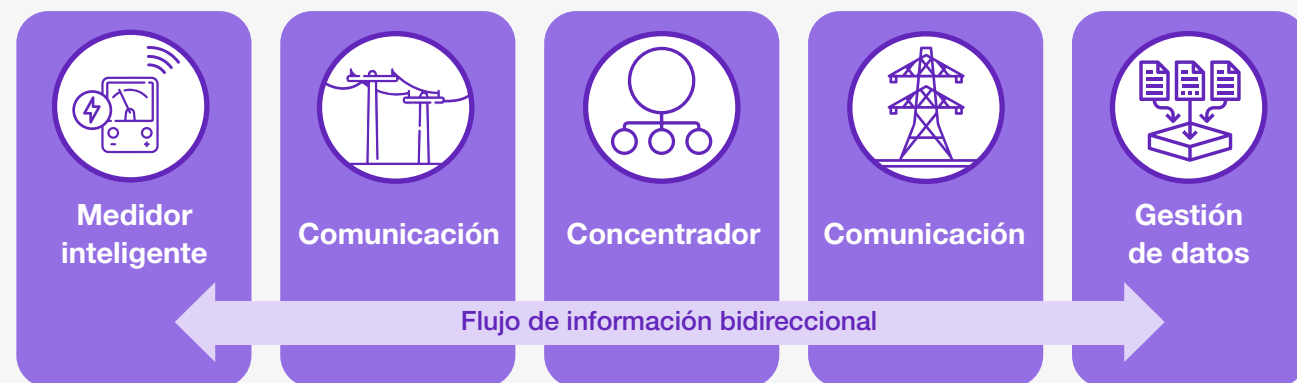 Medidor
inteligente
Comunicación
Concentrador
Comunicación
Gestión
de datos
Flujo de información bidireccional